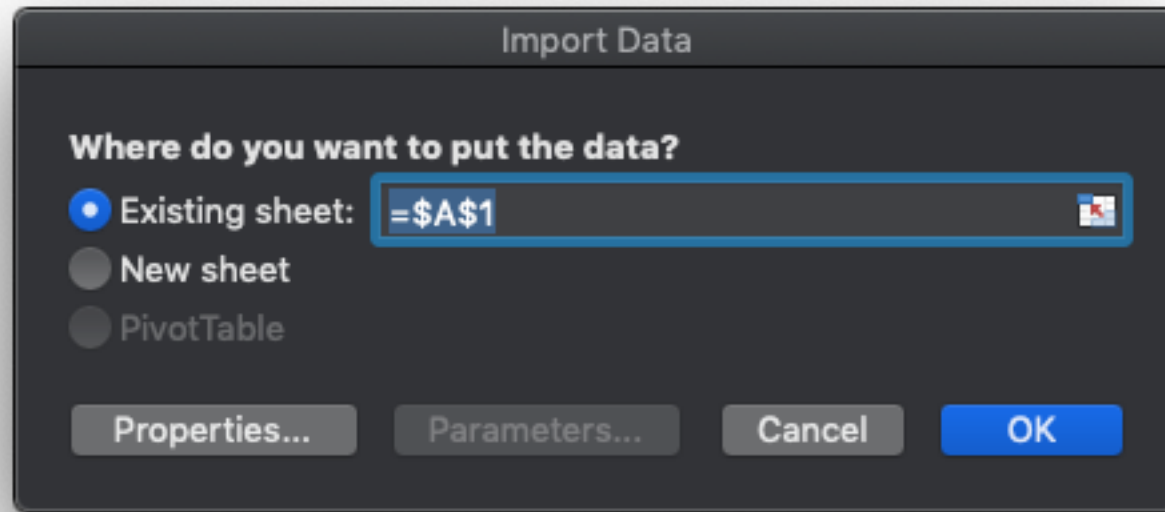 Import Data
Where do you want to put the data?
Existing sheet: =$A$1
New sheet
PivotTable
Properties... Parameters... Cancel OK